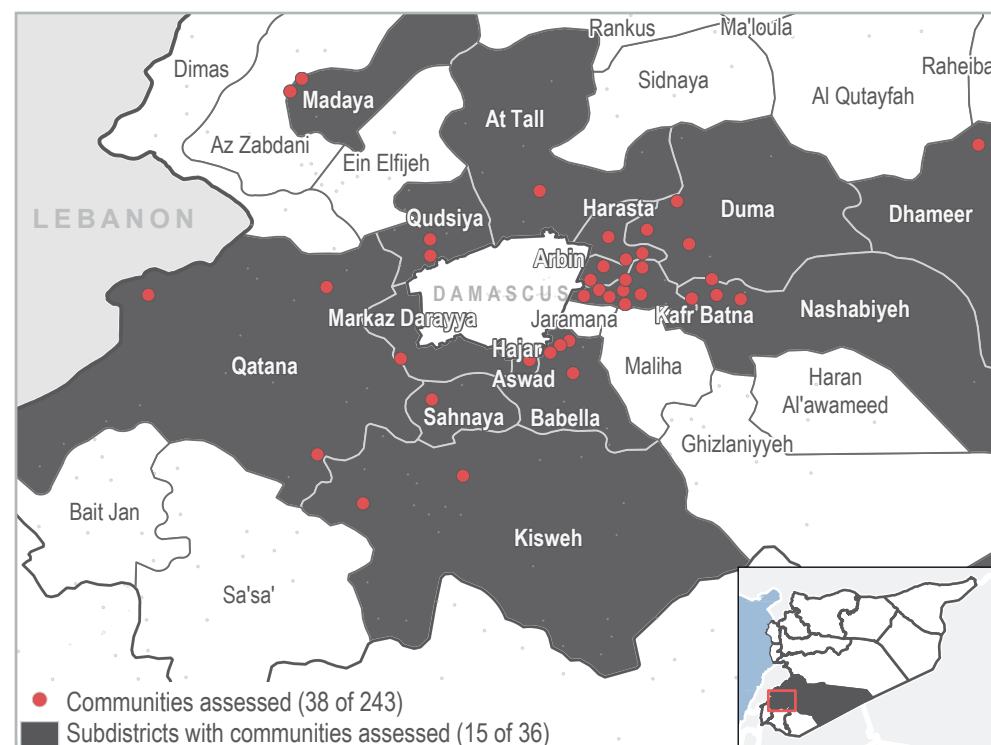 Rankus
Ma'loula
Dimas
Raheiba
Sidnaya
Madaya
Al Qutayfah
At Tall
Az Zabdani
Ein Elfijeh
LEBANON
Qudsiya
Harasta
Duma
Dhameer
Arbin
DAMASCUS
Markaz Darayya
Jaramana
Kafr Batna
Nashabiyeh
Hajar
Aswad
Qatana
Maliha
Haran
Al'awameed
Sahnaya
Babella
Ghizlaniyyeh
Bait Jan
Kisweh
Sa'sa'
Communities assessed (38 of 243)
Subdistricts with communities assessed (15 of 36)